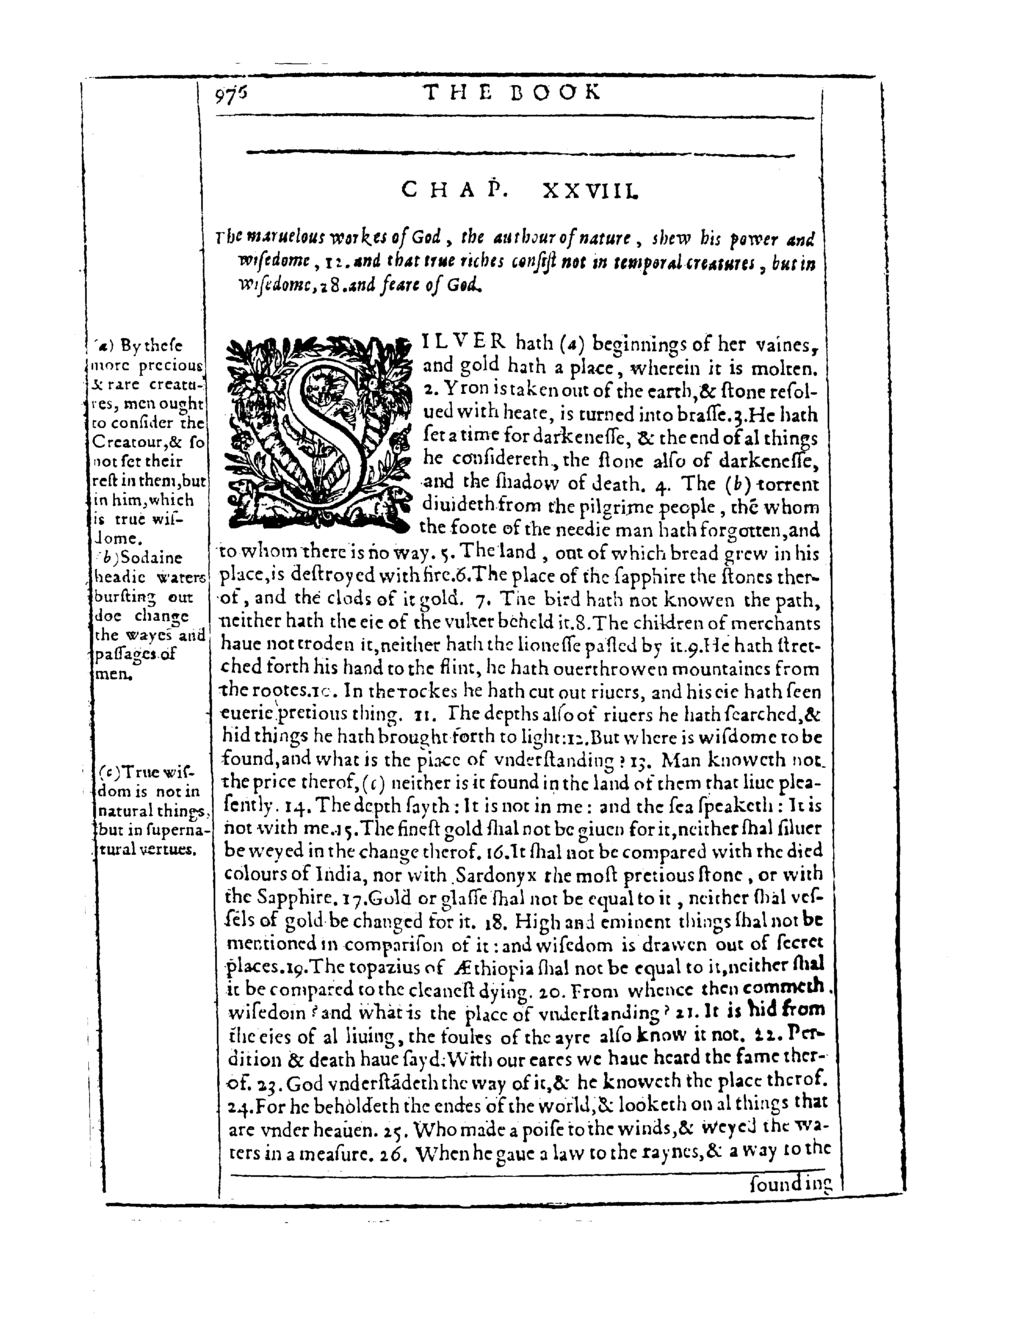 976 THE BOOK
CHAP. XXVIII.
The maruelous workes of God, the authour of nature, shew his power and
wisedome, 12. and that true riches consist not in temporal creatures, but in
wisedome, 28. and feare of God.
(a) By these
more precious
& rare creatu-
res, men ought
to consider the
Creatour, & so
not set their
rest in them, but
in him, which
is true wis-
dome.
(b) Sodaine
headie waters
bursting out
doe change
the wayes and
passages of
men.
(c) True wis-
dom is not in
natural things,
but in superna-
tural vertues.
SILVER hath (a) beginnings of her vaines,
and gold hath a place, wherein it is molten.
2. Yron is taken out of the earth, & stone resol-
ued with heate, is turned into brasse. 3. He hath
set a time for darkenesse, & the end of al things
he considereth, the stone also of darkenesse,
and the shadow of death. 4. The (b) torrent
diuideth from the pilgrime people, thē whom
the foote of the needie man hath forgotten, and
to whom there is no way. 5. The land, out of which bread grew in his
place, is destroyed with fire. 6. The place of the sapphire the stones ther-
of, and the clods of it gold. 7. The bird hath not knowen the path,
neither hath the eie of the vulter beheld it. 8. The children of merchants
haue not troden it, neither hath the lionesse passed by it. 9. He hath stret-
ched forth his hand to the flint, he hath ouerthrowen mountaines from
the rootes. 10. In the rockes he hath cut out riuers, and his eie hath seen
euerie pretious thing. 11. The depths also of riuers he hath searched, &
hid things he hath brought forth to light: 12. But where is wisdome to be
found, and what is the place of vnderstanding? 13. Man knoweth not
the price therof, (c) neither is it found in the land of them that liue plea-
sently. 14. The depth sayth: It is not in me: and the sea speaketh: It is
not with me. 15. The finest gold shal not be giuen for it, neither shal siluer
be weyed in the change therof. 16. It shal not be compared with the died
colours of India, nor with Sardonyx the most pretious stone, or with
the Sapphire. 17. Gold or glasse shal not be equal to it, neither shal ves-
sels of gold be changed for it. 18. High and eminent things shal not be
mentioned in comparison of it: and wisedom is drawen out of secret
places. 19. The topazius of Æthiopia shal not be equal to it, neither shal
it be compared to the cleanest dying. 20. From whence then commeth
wisedom? and what is the place of vnderstanding? 21. It is hid from
the eies of al liuing, the foules of the ayre also know it not. 22. Per-
dition & death haue sayd: With our eares we haue heard the fame ther-
of. 23. God vnderstādeth the way of it, & he knoweth the place therof.
24. For he beholdeth the endes of the world, & looketh on al things that
are vnder heauen. 25. Who made a poise to the winds, & weyed the wa-
ters in a measure. 26. When he gaue a law to the raynes, & a way to the
sounding